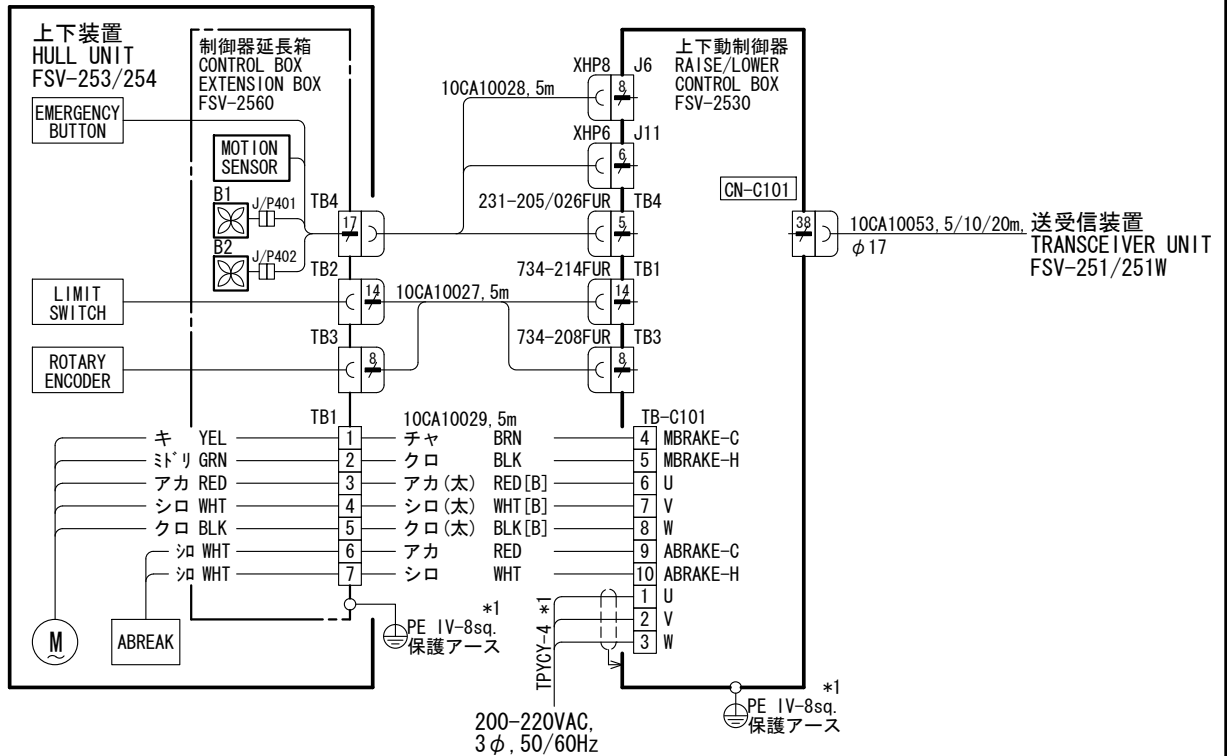 上下装置
HULL UNIT
FSV-253/254
制御器延長箱
CONTROL BOX
EXTENSION BOX
FSV-2560
EMERGENCY
BUTTON
MOTION
SENSOR
B1
J/P401
B2
J/P402
LIMIT
SWITCH
ROTARY
ENCODER
TB4
17
TB2
14
TB3
8
10CA10028, 5m
10CA10027, 5m
上下動制御器
RAISE/LOWER
CONTROL BOX
FSV-2530
XHP8 J6
8
XHP6 J11
6
231-205/026FUR TB4
5
734-214FUR TB1
14
734-208FUR TB3
8
CN-C101
38
10CA10053, 5/10/20m,
φ17
送受信装置
TRANSCEIVER UNIT
FSV-251/251W
TB1 10CA10029, 5m TB-C101
キ YEL 1 チャ BRN 4 MBRAKE-C
ミドリ GRN 2 クロ BLK 5 MBRAKE-H
アカ RED 3 アカ(太) RED[B] 6 U
シロ WHT 4 シロ(太) WHT[B] 7 V
クロ BLK 5 クロ(太) BLK[B] 8 W
シロ WHT 6 アカ RED 9 ABRAKE-C
シロ WHT 7 シロ WHT 10 ABRAKE-H
1 U
2 V
3 W
M
~
ABREAK
*1
PE IV-8sq.
保護アース
TPYCY-4 *1
200-220VAC,
3φ, 50/60Hz
*1
PE IV-8sq.
保護アース